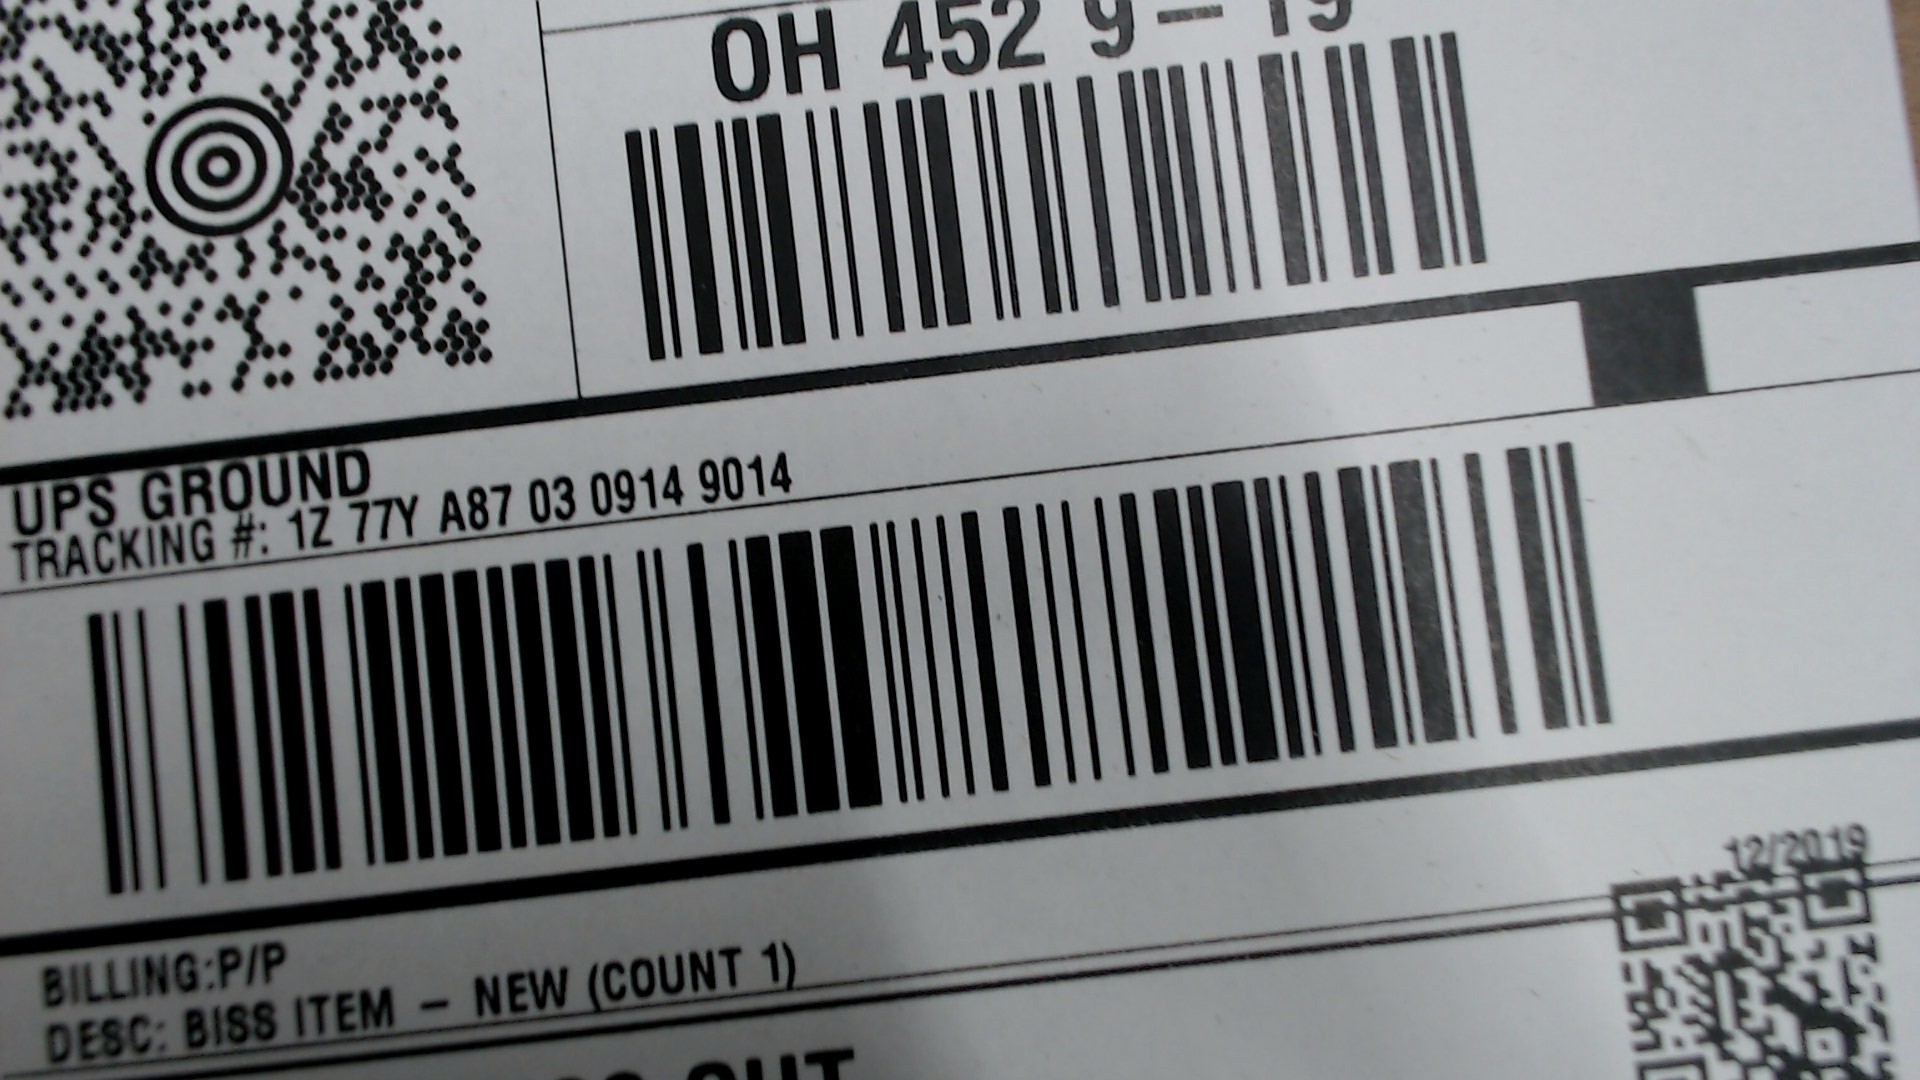 OH 452 9-19
UPS GROUND
TRACKING #: 1Z 77Y A87 03 0914 9014
12/2019
BILLING:P/P
DESC: BISS ITEM - NEW (COUNT 1)